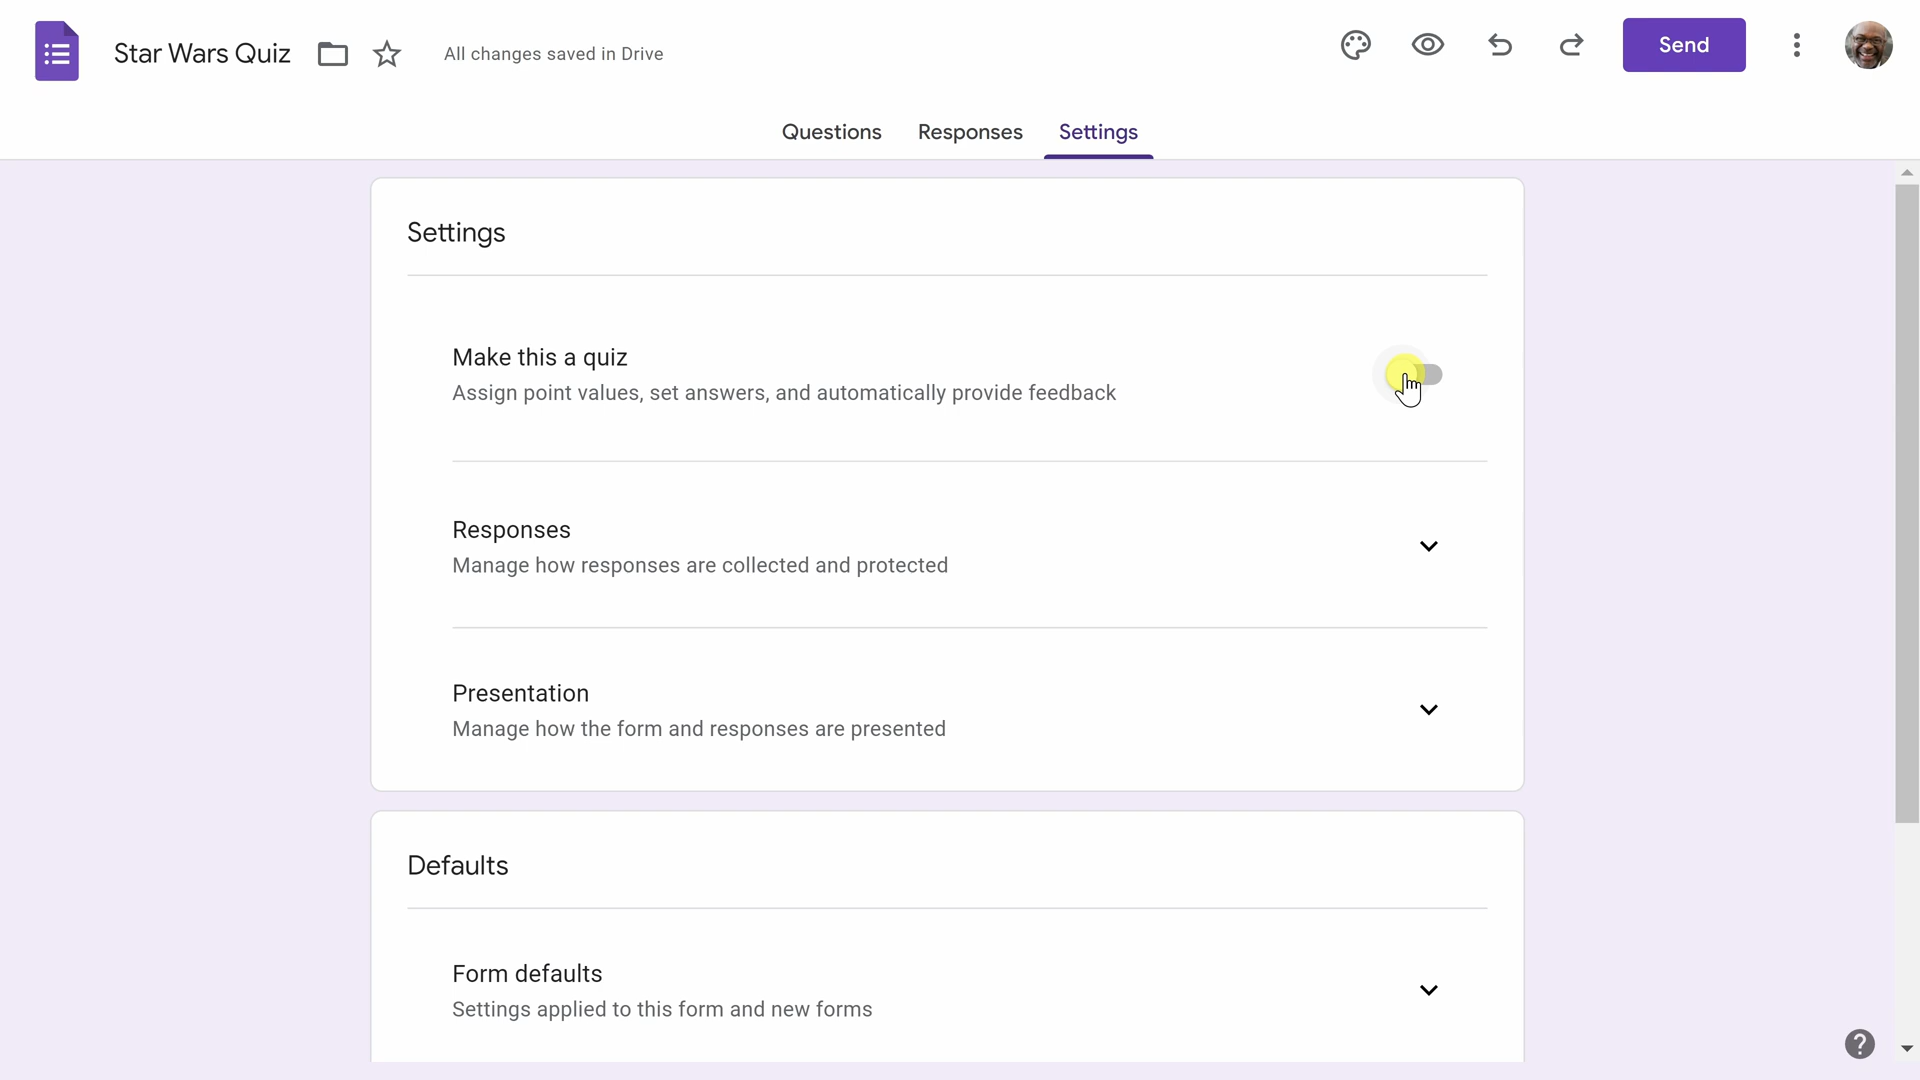 Star Wars Quiz
All changes saved in Drive
Send
Questions Responses Settings
Settings
Make this a quiz
Assign point values, set answers, and automatically provide feedback
Responses
Manage how responses are collected and protected
Presentation
Manage how the form and responses are presented
Defaults
Form defaults
Settings applied to this form and new forms
?